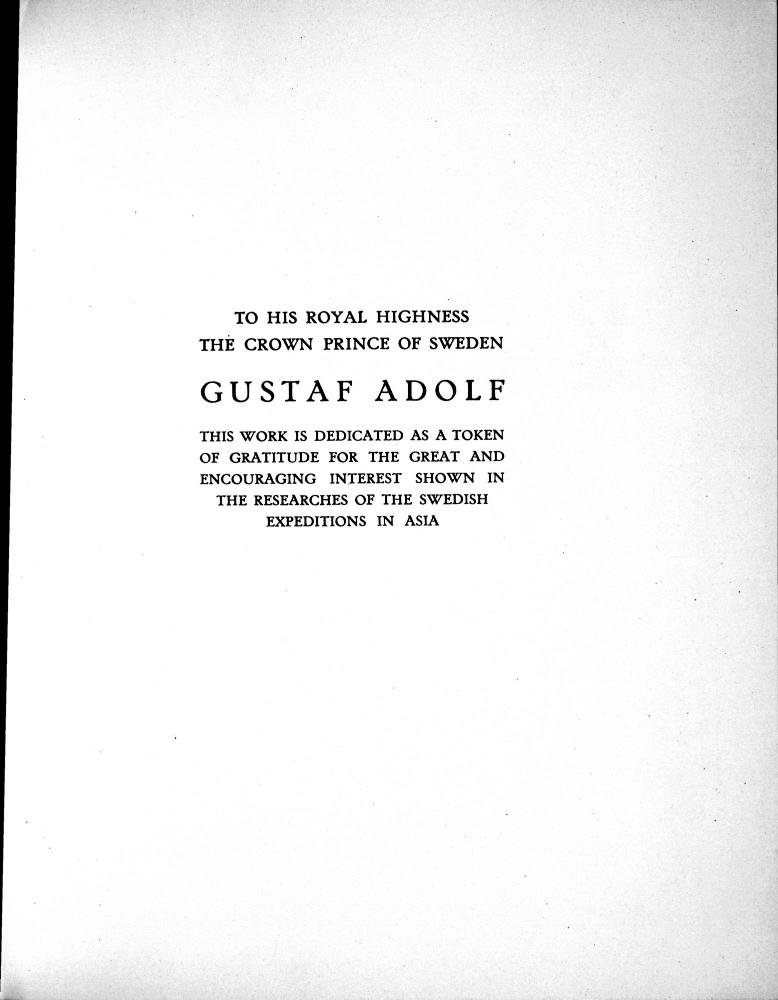 TO HIS ROYAL HIGHNESS
THE CROWN PRINCE OF SWEDEN
GUSTAF ADOLF
THIS WORK IS DEDICATED AS A TOKEN
OF GRATITUDE FOR THE GREAT AND
ENCOURAGING INTEREST SHOWN IN
THE RESEARCHES OF THE SWEDISH
EXPEDITIONS IN ASIA